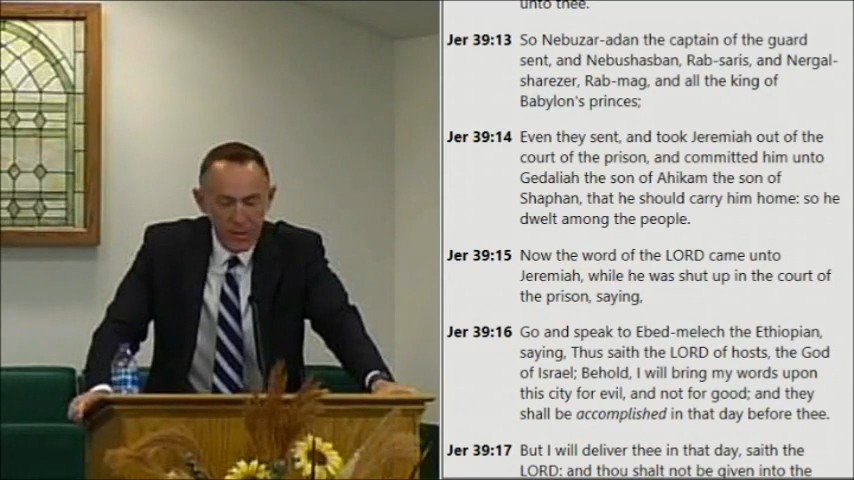 unto thee.
Jer 39:13 So Nebuzar-adan the captain of the guard
sent, and Nebushasban, Rab-saris, and Nergal-
sharezer, Rab-mag, and all the king of
Babylon's princes;
Jer 39:14 Even they sent, and took Jeremiah out of the
court of the prison, and committed him unto
Gedaliah the son of Ahikam the son of
Shaphan, that he should carry him home: so he
dwelt among the people.
Jer 39:15 Now the word of the LORD came unto
Jeremiah, while he was shut up in the court of
the prison, saying,
Jer 39:16 Go and speak to Ebed-melech the Ethiopian,
saying, Thus saith the LORD of hosts, the God
of Israel; Behold, I will bring my words upon
this city for evil, and not for good; and they
shall be accomplished in that day before thee.
Jer 39:17 But I will deliver thee in that day, saith the
LORD: and thou shalt not be given into the